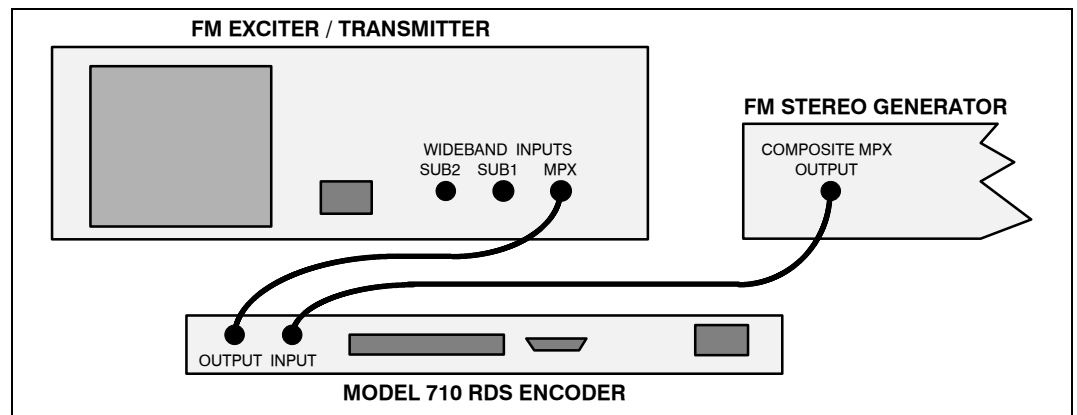 FM EXCITER / TRANSMITTER
WIDEBAND INPUTS
SUB2 SUB1 MPX
FM STEREO GENERATOR
COMPOSITE MPX
OUTPUT
OUTPUT INPUT
MODEL 710 RDS ENCODER